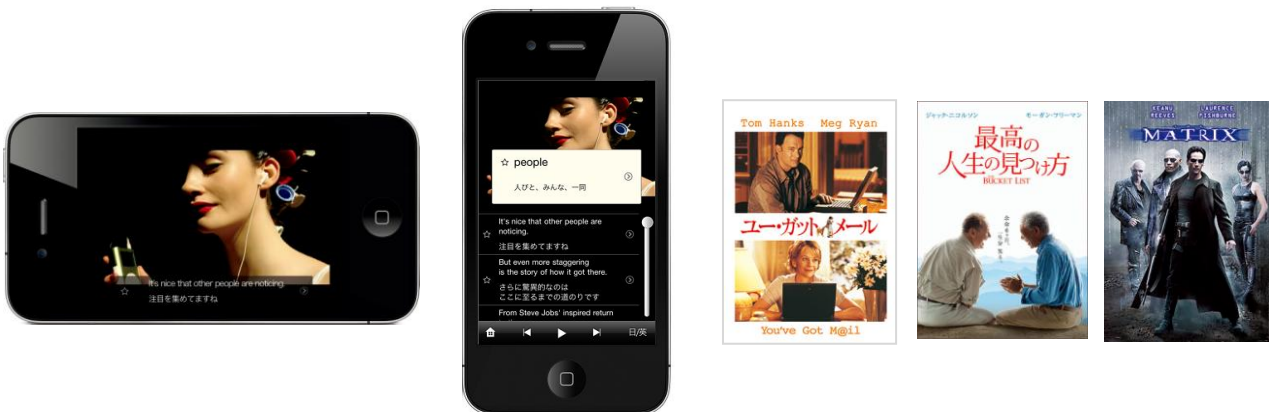 It's nice that other people are noticing.
注目を集めてますね
☆ people
人びと、みんな、一同
It's nice that other people are
noticing.
注目を集めてますね
But even more staggering
is the story of how it got there.
さらに驚異的なのは
ここに至るまでの道のりです
From Steve Jobs' inspired return
日/英
Tom Hanks Meg Ryan
ユー・ガット・メール
You've Got M@il
ジャック・ニコルソン モーガン・フリーマン
最高の
人生の見つけ方
THE BUCKET LIST
KEANU REEVES LAURENCE FISHBURNE
MATRIX